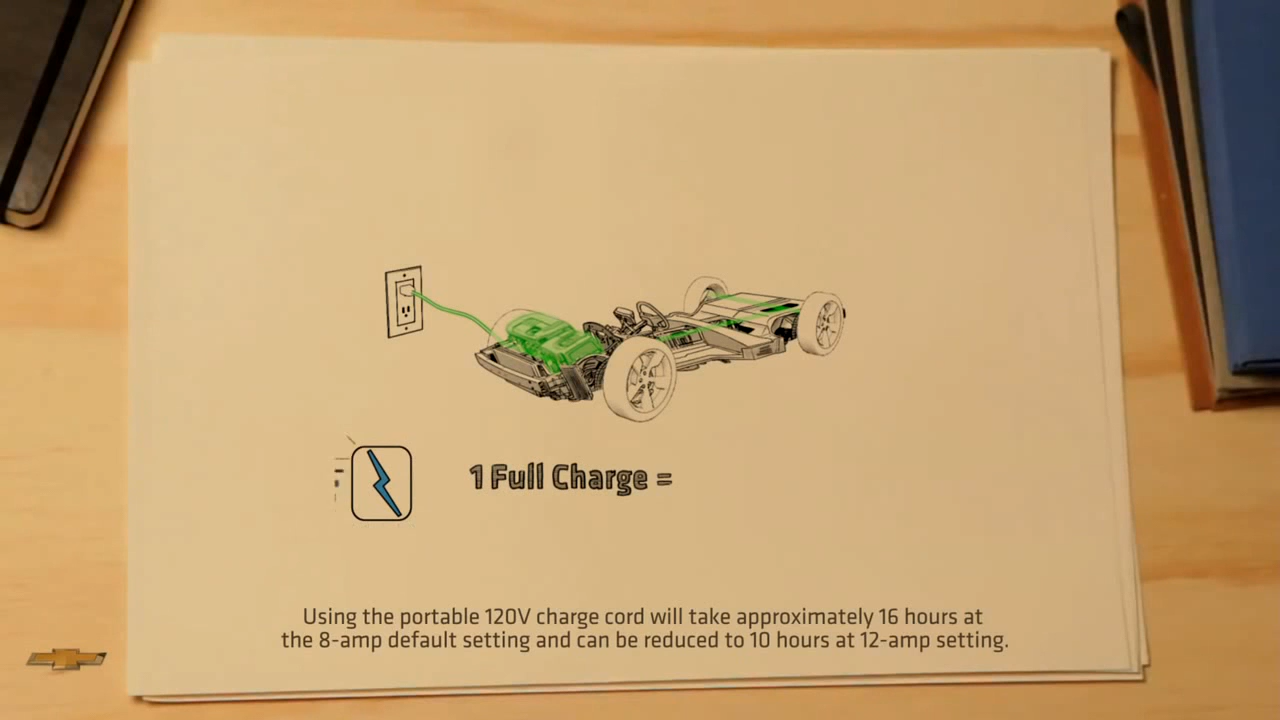 1 Full Charge =
Using the portable 120V charge cord will take approximately 16 hours at
the 8-amp default setting and can be reduced to 10 hours at 12-amp setting.